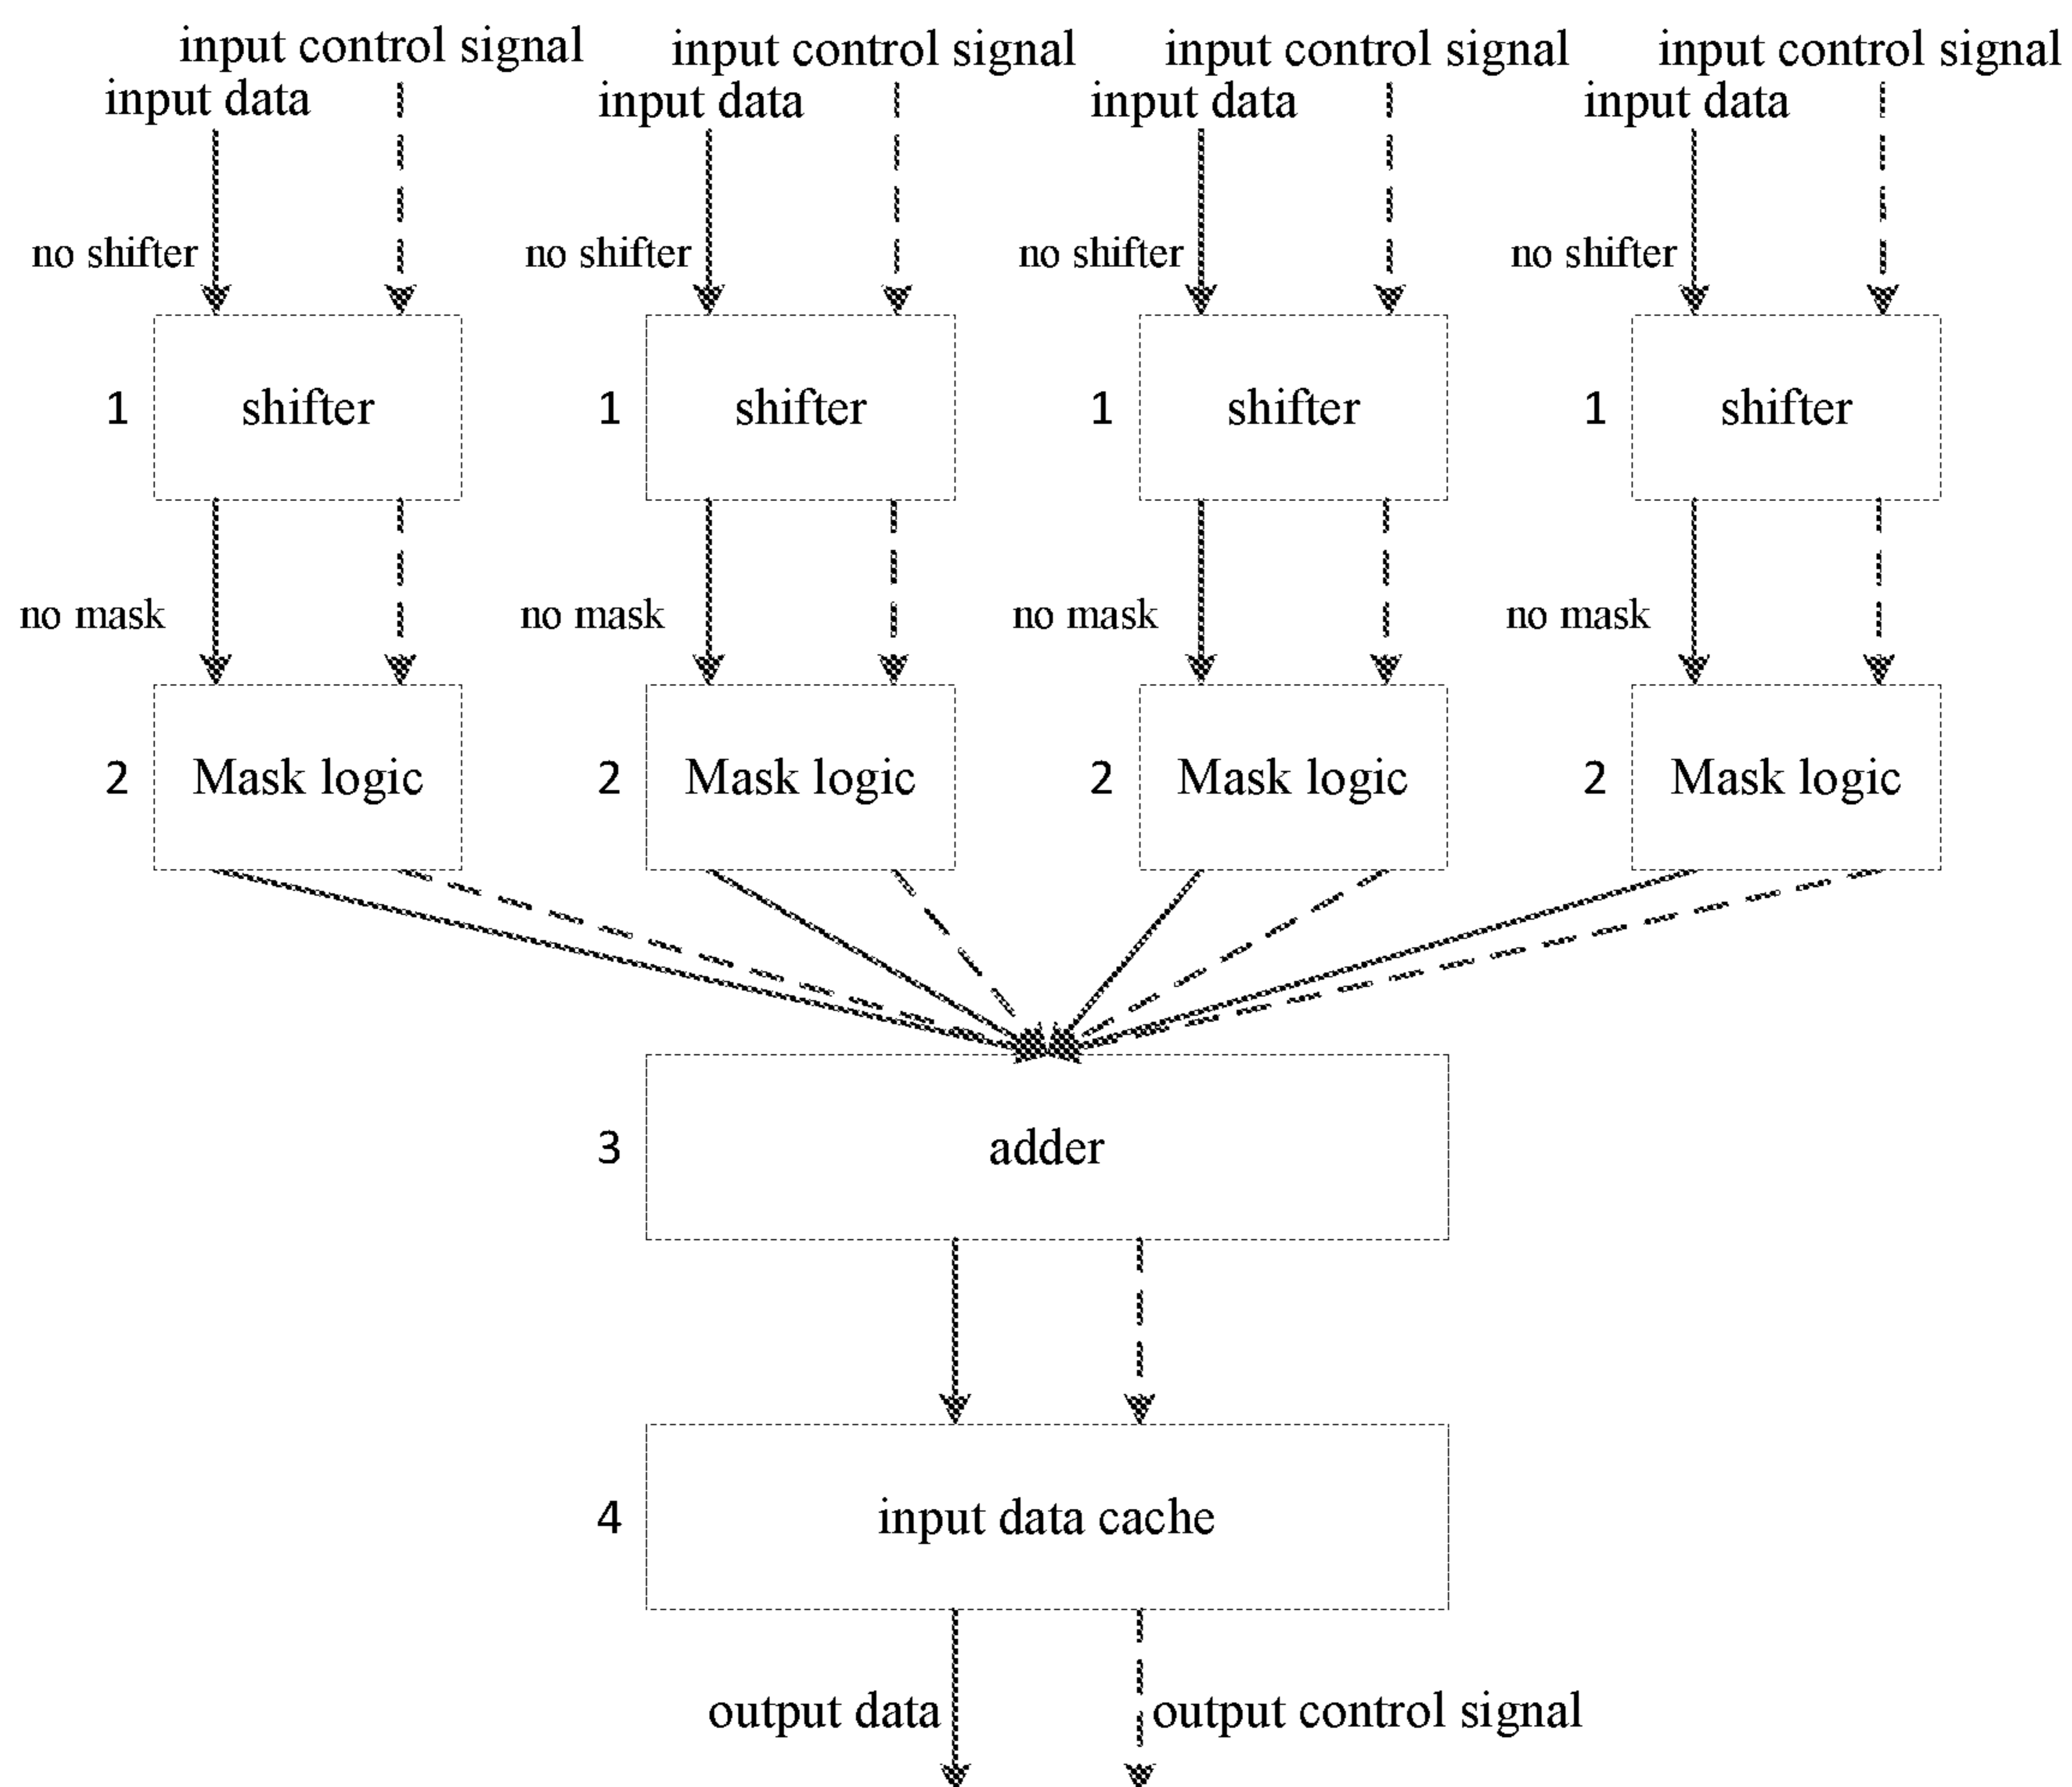 input control signal input control signal input control signal input control signal
input data input data input data input data
no shifter no shifter no shifter no shifter
1 shifter 1 shifter 1 shifter 1 shifter
no mask no mask no mask no mask
2 Mask logic 2 Mask logic 2 Mask logic 2 Mask logic
3 adder
4 input data cache
output data output control signal